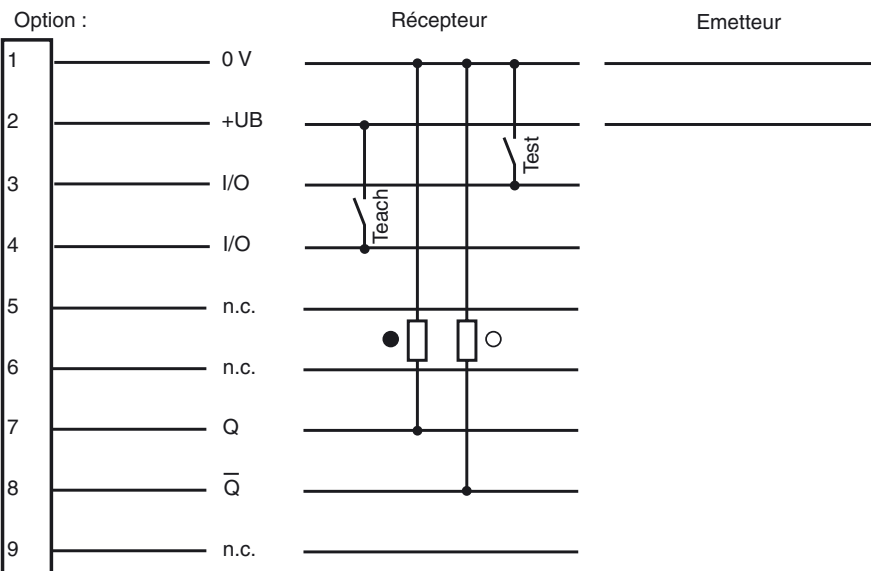 Option :
Récepteur
Emetteur
1 0 V
2 +UB
Test
3 I/O
Teach
4 I/O
5 n.c.
6 n.c.
7 Q
8 Q̅
9 n.c.